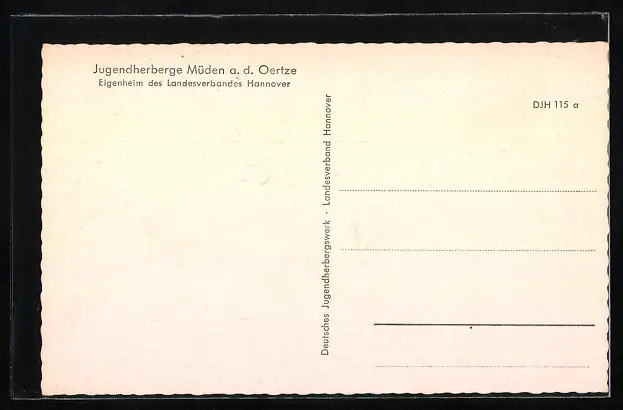 Jugendherberge Müden a. d. Oertze
Eigenheim des Landesverbandes Hannover
Deutsches Jugendherbergswerk · Landesverband Hannover
DJH 115 a